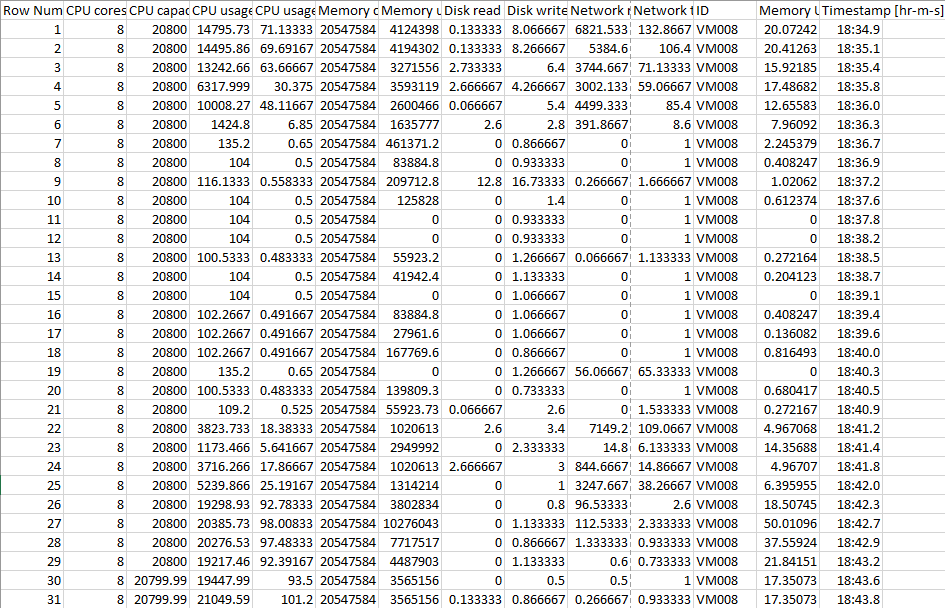 Row Num CPU cores CPU capac CPU usage CPU usage Memory c Memory u Disk read Disk write Network r Network t ID Memory U Timestamp [hr-m-s]
1 8 20800 14795.73 71.13333 20547584 4124398 0.133333 8.066667 6821.533 132.8667 VM008 20.07242 18:34.9
2 8 20800 14495.86 69.69167 20547584 4194302 0.133333 8.266667 5384.6 106.4 VM008 20.41263 18:35.1
3 8 20800 13242.66 63.66667 20547584 3271556 2.733333 6.4 3744.667 71.13333 VM008 15.92185 18:35.4
4 8 20800 6317.999 30.375 20547584 3593119 2.666667 4.266667 3002.133 59.06667 VM008 17.48682 18:35.8
5 8 20800 10008.27 48.11667 20547584 2600466 0.066667 5.4 4499.333 85.4 VM008 12.65583 18:36.0
6 8 20800 1424.8 6.85 20547584 1635777 2.6 2.8 391.8667 8.6 VM008 7.96092 18:36.3
7 8 20800 135.2 0.65 20547584 461371.2 0 0.866667 0 1 VM008 2.245379 18:36.7
8 8 20800 104 0.5 20547584 83884.8 0 0.933333 0 1 VM008 0.408247 18:36.9
9 8 20800 116.1333 0.558333 20547584 209712.8 12.8 16.73333 0.266667 1.666667 VM008 1.02062 18:37.2
10 8 20800 104 0.5 20547584 125828 0 1.4 0 1 VM008 0.612374 18:37.6
11 8 20800 104 0.5 20547584 0 0 0.933333 0 1 VM008 0 18:37.8
12 8 20800 104 0.5 20547584 0 0 0.933333 0 1 VM008 0 18:38.2
13 8 20800 100.5333 0.483333 20547584 55923.2 0 1.266667 0.066667 1.133333 VM008 0.272164 18:38.5
14 8 20800 104 0.5 20547584 41942.4 0 1.133333 0 1 VM008 0.204123 18:38.7
15 8 20800 104 0.5 20547584 0 0 1.066667 0 1 VM008 0 18:39.1
16 8 20800 102.2667 0.491667 20547584 83884.8 0 1.066667 0 1 VM008 0.408247 18:39.4
17 8 20800 102.2667 0.491667 20547584 27961.6 0 1.066667 0 1 VM008 0.136082 18:39.6
18 8 20800 102.2667 0.491667 20547584 167769.6 0 0.866667 0 1 VM008 0.816493 18:40.0
19 8 20800 135.2 0.65 20547584 0 0 1.266667 56.06667 65.33333 VM008 0 18:40.3
20 8 20800 100.5333 0.483333 20547584 139809.3 0 0.733333 0 1 VM008 0.680417 18:40.5
21 8 20800 109.2 0.525 20547584 55923.73 0.066667 2.6 0 1.533333 VM008 0.272167 18:40.9
22 8 20800 3823.733 18.38333 20547584 1020613 2.6 3.4 7149.2 109.0667 VM008 4.967068 18:41.2
23 8 20800 1173.466 5.641667 20547584 2949992 0 2.333333 14.8 6.133333 VM008 14.35688 18:41.4
24 8 20800 3716.266 17.86667 20547584 1020613 2.666667 3 844.6667 14.86667 VM008 4.96707 18:41.8
25 8 20800 5239.866 25.19167 20547584 1314214 0 1 3247.667 38.26667 VM008 6.395955 18:42.0
26 8 20800 19298.93 92.78333 20547584 3802834 0 0.8 96.53333 2.6 VM008 18.50745 18:42.3
27 8 20800 20385.73 98.00833 20547584 10276043 0 1.133333 112.5333 2.333333 VM008 50.01096 18:42.7
28 8 20800 20276.53 97.48333 20547584 7717517 0 0.866667 1.333333 0.933333 VM008 37.55924 18:42.9
29 8 20800 19217.46 92.39167 20547584 4487903 0 1.133333 0.6 0.733333 VM008 21.84151 18:43.2
30 8 20799.99 19447.99 93.5 20547584 3565156 0 0.5 0.5 1 VM008 17.35073 18:43.6
31 8 20799.99 21049.59 101.2 20547584 3565156 0.133333 0.866667 0.266667 0.933333 VM008 17.35073 18:43.8